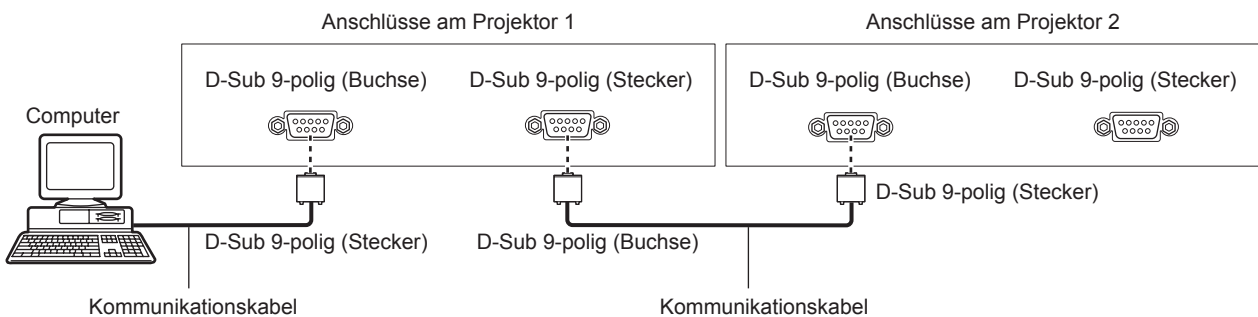 Anschlüsse am Projektor 1
Anschlüsse am Projektor 2
D-Sub 9-polig (Buchse)
D-Sub 9-polig (Stecker)
D-Sub 9-polig (Buchse)
D-Sub 9-polig (Stecker)
Computer
D-Sub 9-polig (Stecker)
D-Sub 9-polig (Stecker)
D-Sub 9-polig (Buchse)
Kommunikationskabel
Kommunikationskabel